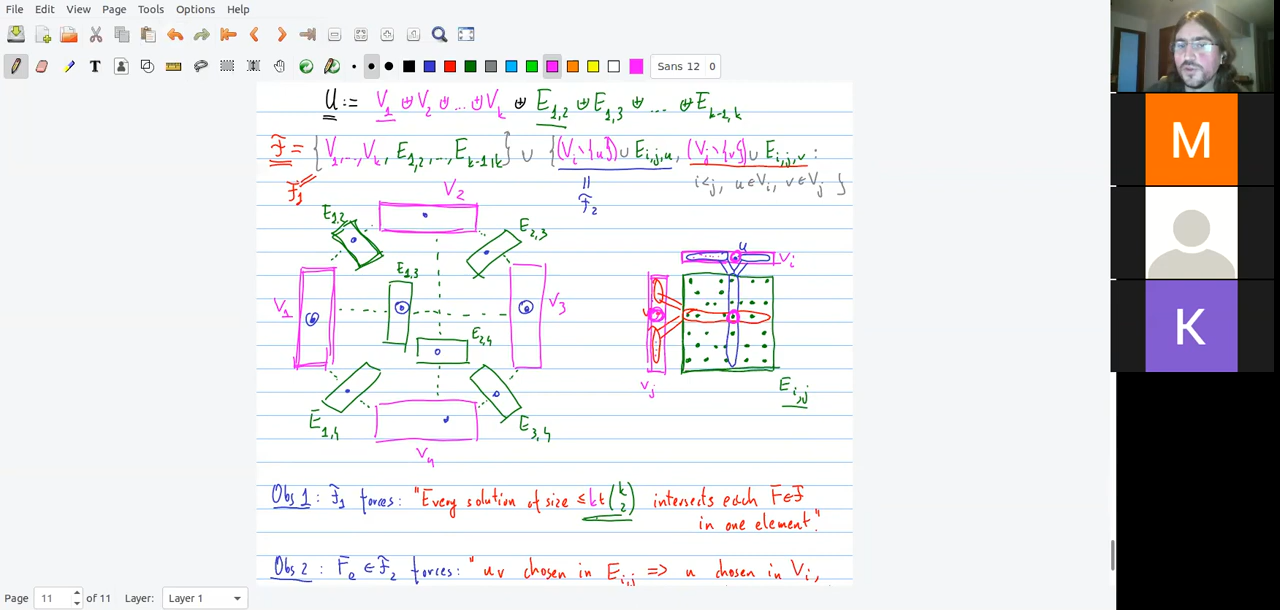 File Edit View Page Tools Options Help
Sans 12 0
U := V₁ ⊎ V₂ ⊎ ... ⊎ Vₖ ⊎ E₁,₂ ⊎ E₁,₃ ⊎ ... ⊎ Eₖ₋₁,ₖ
F = { V₁,...,Vₖ, E₁,₂,...,Eₖ₋₁,ₖ } ∪ { (Vᵢ∖{u}) ∪ Eᵢ,ⱼ,ᵤ, (Vⱼ∖{v}) ∪ Eᵢ,ⱼ,ᵥ :
i<j, u∈Vᵢ, v∈Vⱼ }
F₁
F₂
V₂
E₁,₂
E₂,₃
E₁,₃
V₁
V₃
E₂,₄
E₁,₄
E₃,₄
V₄
u
Vᵢ
v
Vⱼ
Eᵢ,ⱼ
Obs 1: F₁ forces: "Every solution of size ≤ k+(k 2) intersects each F∈F
in one element."
Obs 2: Fₑ ∈ F₂ forces: "uv chosen in Eᵢ,ⱼ => u chosen in Vᵢ,
Page 11 of 11 Layer: Layer 1
M
K